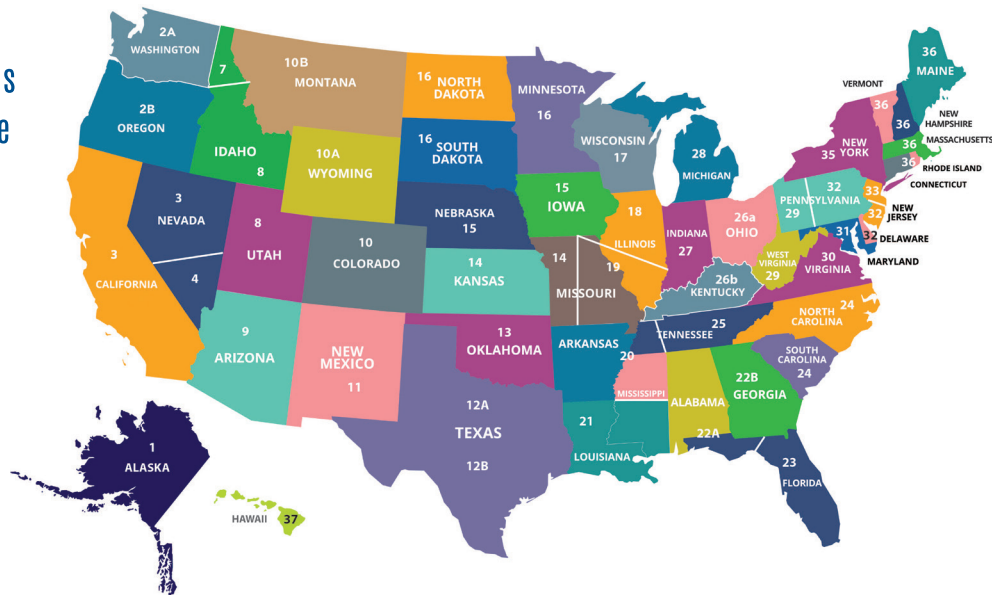 s
e
2A
WASHINGTON
7
10B
MONTANA
16
NORTH
DAKOTA
MINNESOTA
16
36
MAINE
VERMONT
36
36
NEW
HAMPSHIRE
2B
OREGON
IDAHO
8
10A
WYOMING
16
SOUTH
DAKOTA
WISCONSIN
17
28
MICHIGAN
NEW
YORK
35
36
MASSACHUSETTS
36
RHODE ISLAND
CONNECTICUT
3
NEVADA
4
3
CALIFORNIA
8
UTAH
10
COLORADO
NEBRASKA
15
15
IOWA
18
ILLINOIS
INDIANA
27
26a
OHIO
32
PENNSYLVANIA
29
33
32
NEW
JERSEY
31
32
DELAWARE
MARYLAND
14
KANSAS
14
19
MISSOURI
WEST
VIRGINIA
29
30
VIRGINIA
26b
KENTUCKY
9
ARIZONA
NEW
MEXICO
11
13
OKLAHOMA
ARKANSAS
20
25
TENNESSEE
24
NORTH
CAROLINA
SOUTH
CAROLINA
24
12A
TEXAS
12B
21
LOUISIANA
MISSISSIPPI
ALABAMA
22A
22B
GEORGIA
23
FLORIDA
1
ALASKA
HAWAII
37